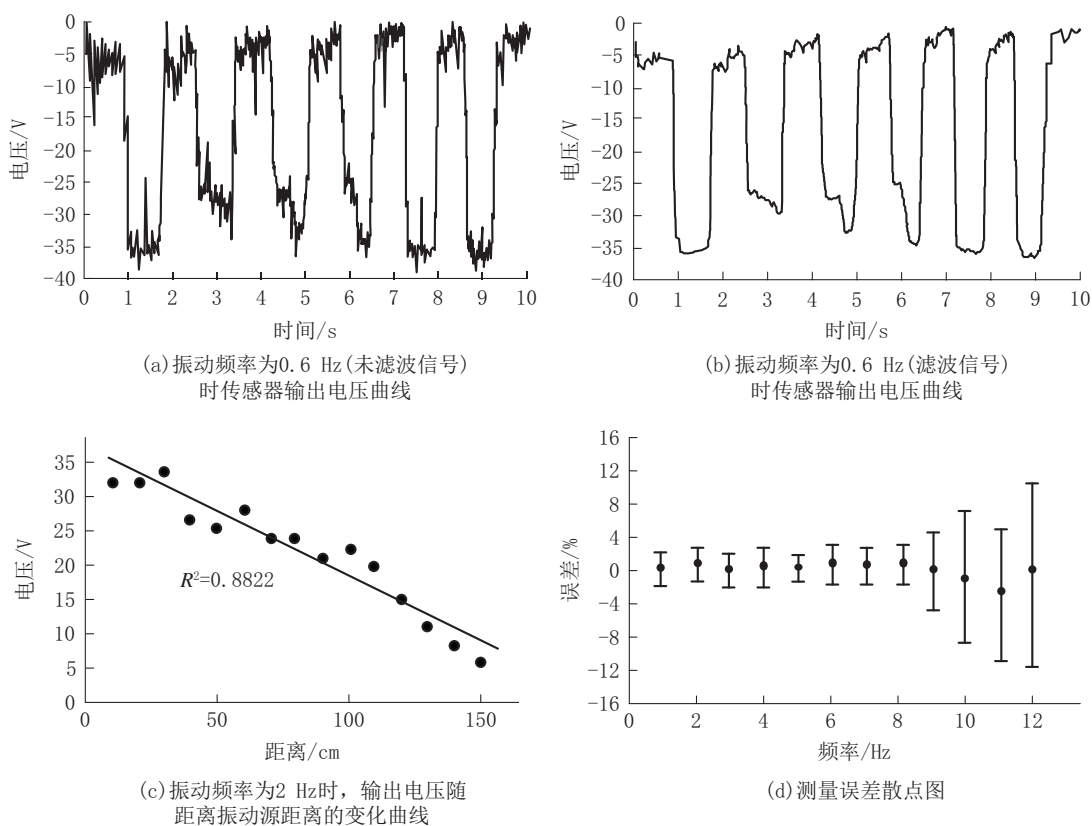 0
−5
−10
−15
−20
−25
−30
−35
−40
电压/V
0 1 2 3 4 5 6 7 8 9 10
时间/s
(a)振动频率为0.6 Hz(未滤波信号)
时传感器输出电压曲线
0
−5
−10
−15
−20
−25
−30
−35
−40
电压/V
0 1 2 3 4 5 6 7 8 9 10
时间/s
(b)振动频率为0.6 Hz(滤波信号)
时传感器输出电压曲线
35
30
25
20
15
10
5
0
电压/V
R²=0.8822
0 50 100 150
距离/cm
(c)振动频率为2 Hz时，输出电压随
距离振动源距离的变化曲线
16
12
8
4
0
−4
−8
−12
−16
误差/%
0 2 4 6 8 10 12
频率/Hz
(d)测量误差散点图